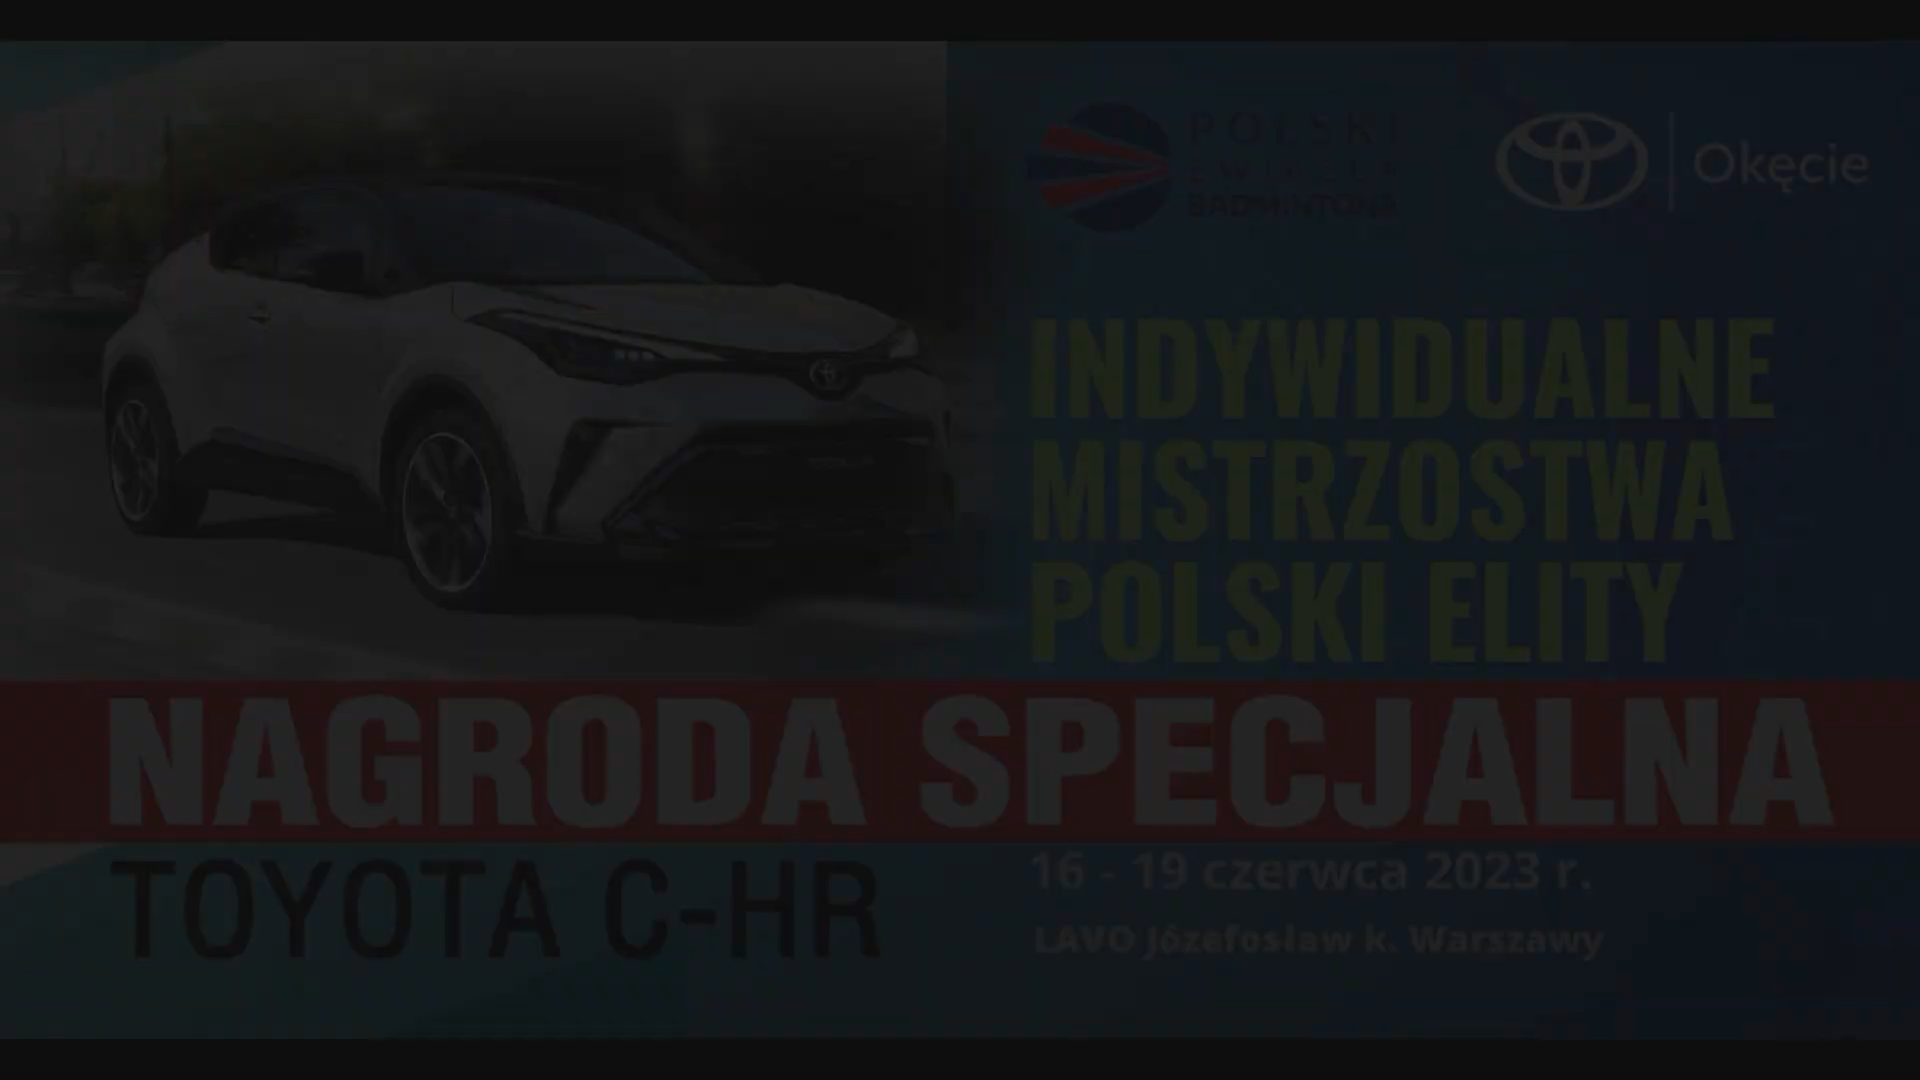 POLSKI
ZWIĄZEK
BADMINTONA
Okęcie
INDYWIDUALNE
MISTRZOSTWA
POLSKI ELITY
NAGRODA SPECJALNA
TOYOTA C-HR
16 - 19 czerwca 2023 r.
LAVO Józefosław k. Warszawy